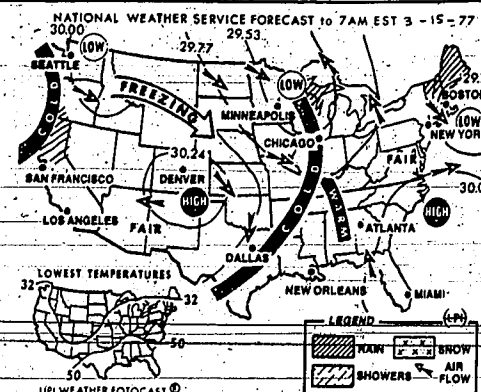 NATIONAL WEATHER SERVICE FORECAST to 7AM EST 3-15-77
30.00
29.77
29.53
LOW
SEATTLE
COLD
FREEZING
LOW
MINNEAPOLIS
BOSTON
LOW
NEW YORK
CHICAGO
FAIR
30.24
SAN FRANCISCO
DENVER
HIGH
COLD
WARM
HIGH
LOS ANGELES
FAIR
ATLANTA
DALLAS
NEW ORLEANS
MIAMI
LOWEST TEMPERATURES
32
32
50
50
UPI WEATHER FOTOCAST ®
LEGEND
UPI
RAIN
SNOW
SHOWERS
AIR FLOW